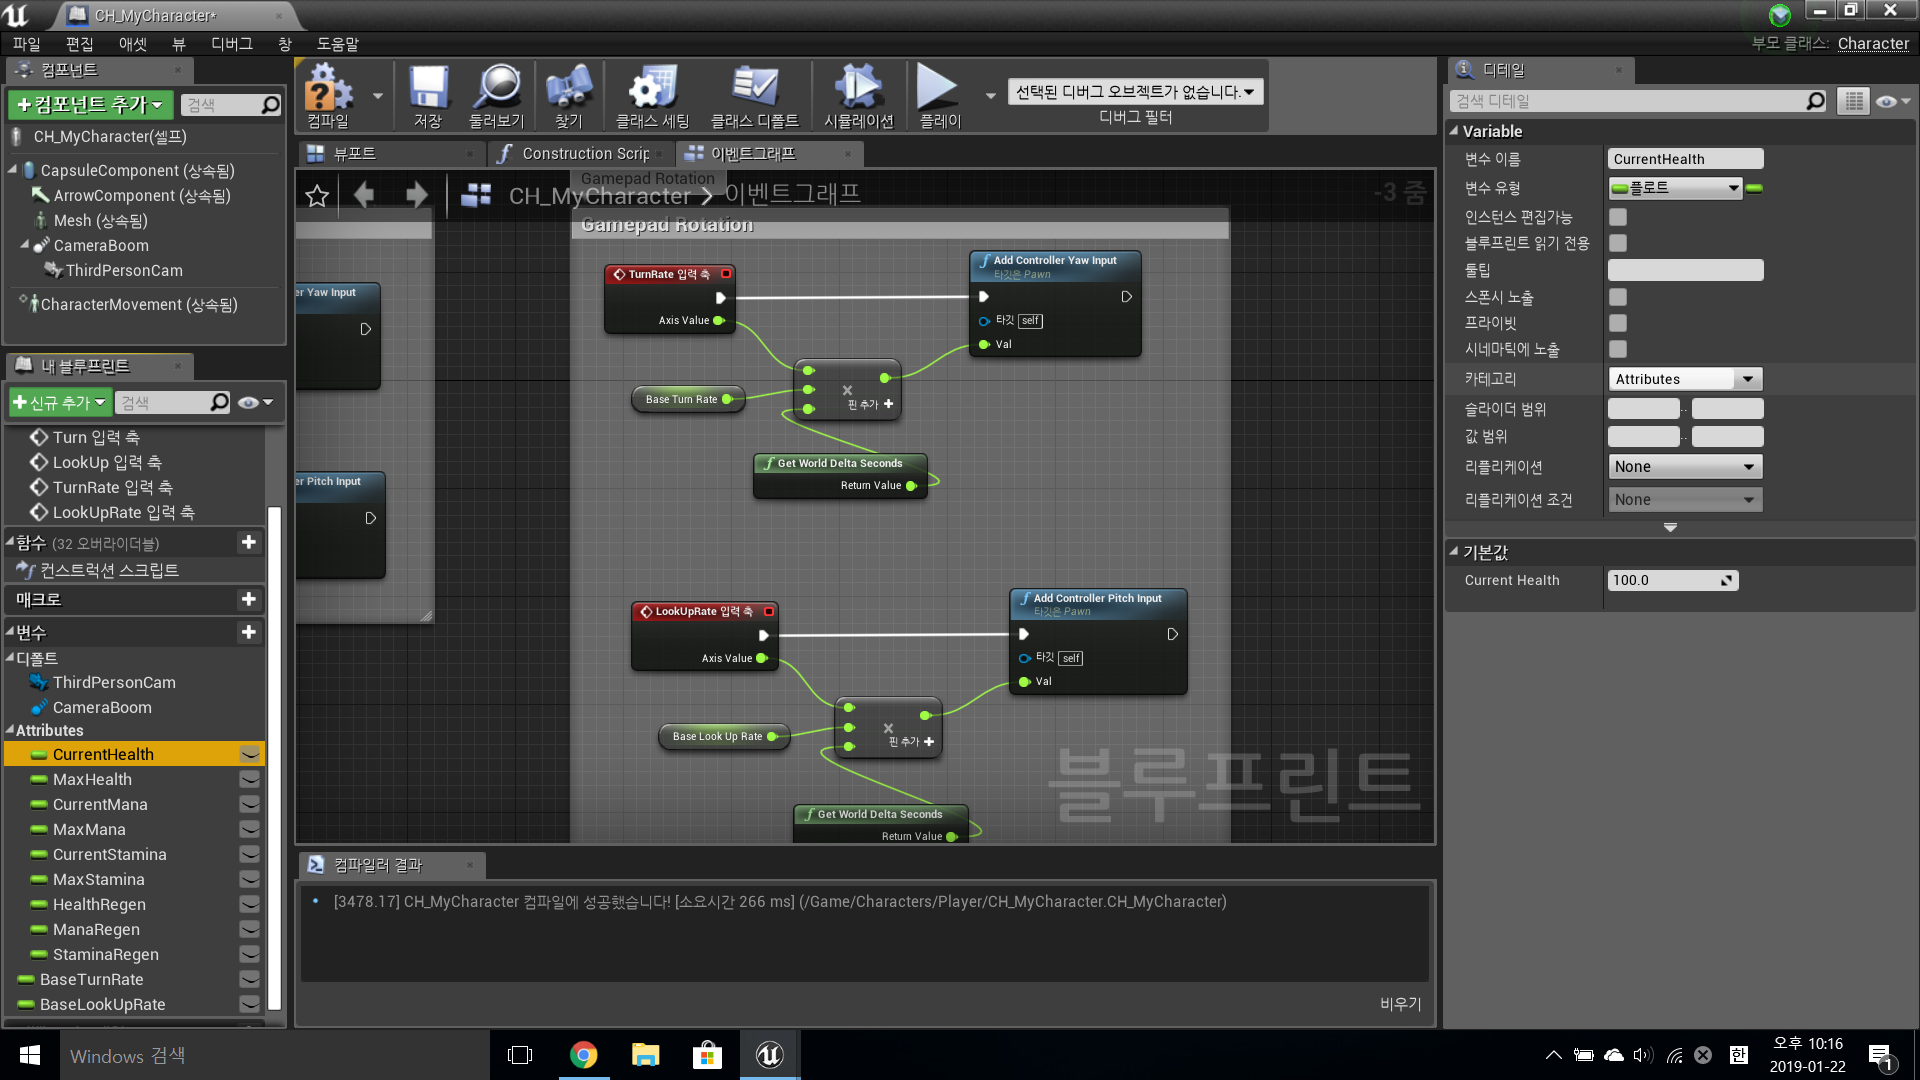 CH_MyCharacter*
파일 편집 애셋 뷰 디버그 창 도움말
부모 클래스: Character
컴포넌트
+컴포넌트 추가
검색
CH_MyCharacter(셀프)
CapsuleComponent (상속됨)
ArrowComponent (상속됨)
Mesh (상속됨)
CameraBoom
ThirdPersonCam
CharacterMovement (상속됨)
내 블루프린트
+신규 추가
검색
Turn 입력 축
LookUp 입력 축
TurnRate 입력 축
LookUpRate 입력 축
함수 (32 오버라이더블)
컨스트럭션 스크립트
매크로
변수
디폴트
ThirdPersonCam
CameraBoom
Attributes
CurrentHealth
MaxHealth
CurrentMana
MaxMana
CurrentStamina
MaxStamina
HealthRegen
ManaRegen
StaminaRegen
BaseTurnRate
BaseLookUpRate
컴파일
저장
둘러보기
찾기
클래스 세팅
클래스 디폴트
시뮬레이션
플레이
선택된 디버그 오브젝트가 없습니다.
디버그 필터
뷰포트
Construction Scrip
이벤트그래프
Gamepad Rotation
CH_MyCharacter > 이벤트그래프
-3 줌
Gamepad Rotation
er Yaw Input
er Pitch Input
TurnRate 입력 축
Axis Value
Add Controller Yaw Input
타깃은 Pawn
타깃 self
Val
Base Turn Rate
핀 추가 +
Get World Delta Seconds
Return Value
LookUpRate 입력 축
Axis Value
Add Controller Pitch Input
타깃은 Pawn
타깃 self
Val
Base Look Up Rate
핀 추가 +
Get World Delta Seconds
Return Value
블루프린트
컴파일러 결과
[3478.17] CH_MyCharacter 컴파일에 성공했습니다! [소요시간 266 ms] (/Game/Characters/Player/CH_MyCharacter.CH_MyCharacter)
비우기
디테일
검색 디테일
Variable
변수 이름 CurrentHealth
변수 유형 플로트
인스턴스 편집가능
블루프린트 읽기 전용
툴팁
스폰시 노출
프라이빗
시네마틱에 노출
카테고리 Attributes
슬라이더 범위 ..
값 범위 ..
리플리케이션 None
리플리케이션 조건 None
기본값
Current Health 100.0
Windows 검색
한
오후 10:16
2019-01-22
1